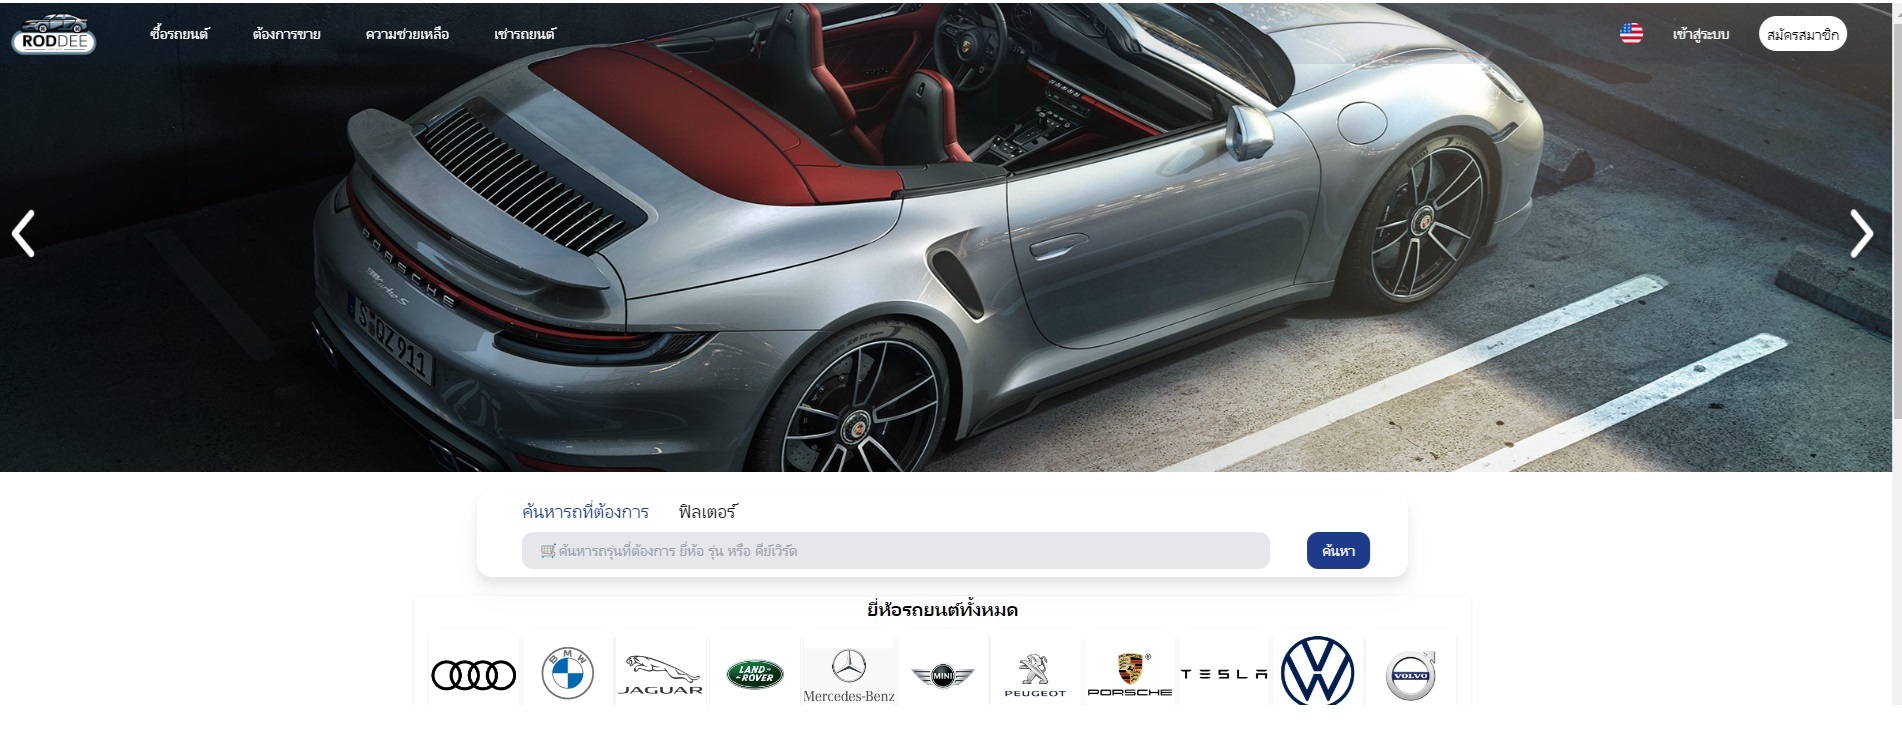 RODDEE
ซื้อรถยนต์ ต้องการขาย ความช่วยเหลือ เช่ารถยนต์ เข้าสู่ระบบ สมัครสมาชิก
PORSCHE
turbo S
S QZ 911
ค้นหารถที่ต้องการ ฟิลเตอร์
ค้นหารถรุ่นที่ต้องการ ยี่ห้อ รุ่น หรือ คีย์เวิร์ด ค้นหา
ยี่ห้อรถยนต์ทั้งหมด
BMW
JAGUAR
LAND ROVER
Mercedes-Benz
MINI
PEUGEOT
PORSCHE
TESLA
VOLVO